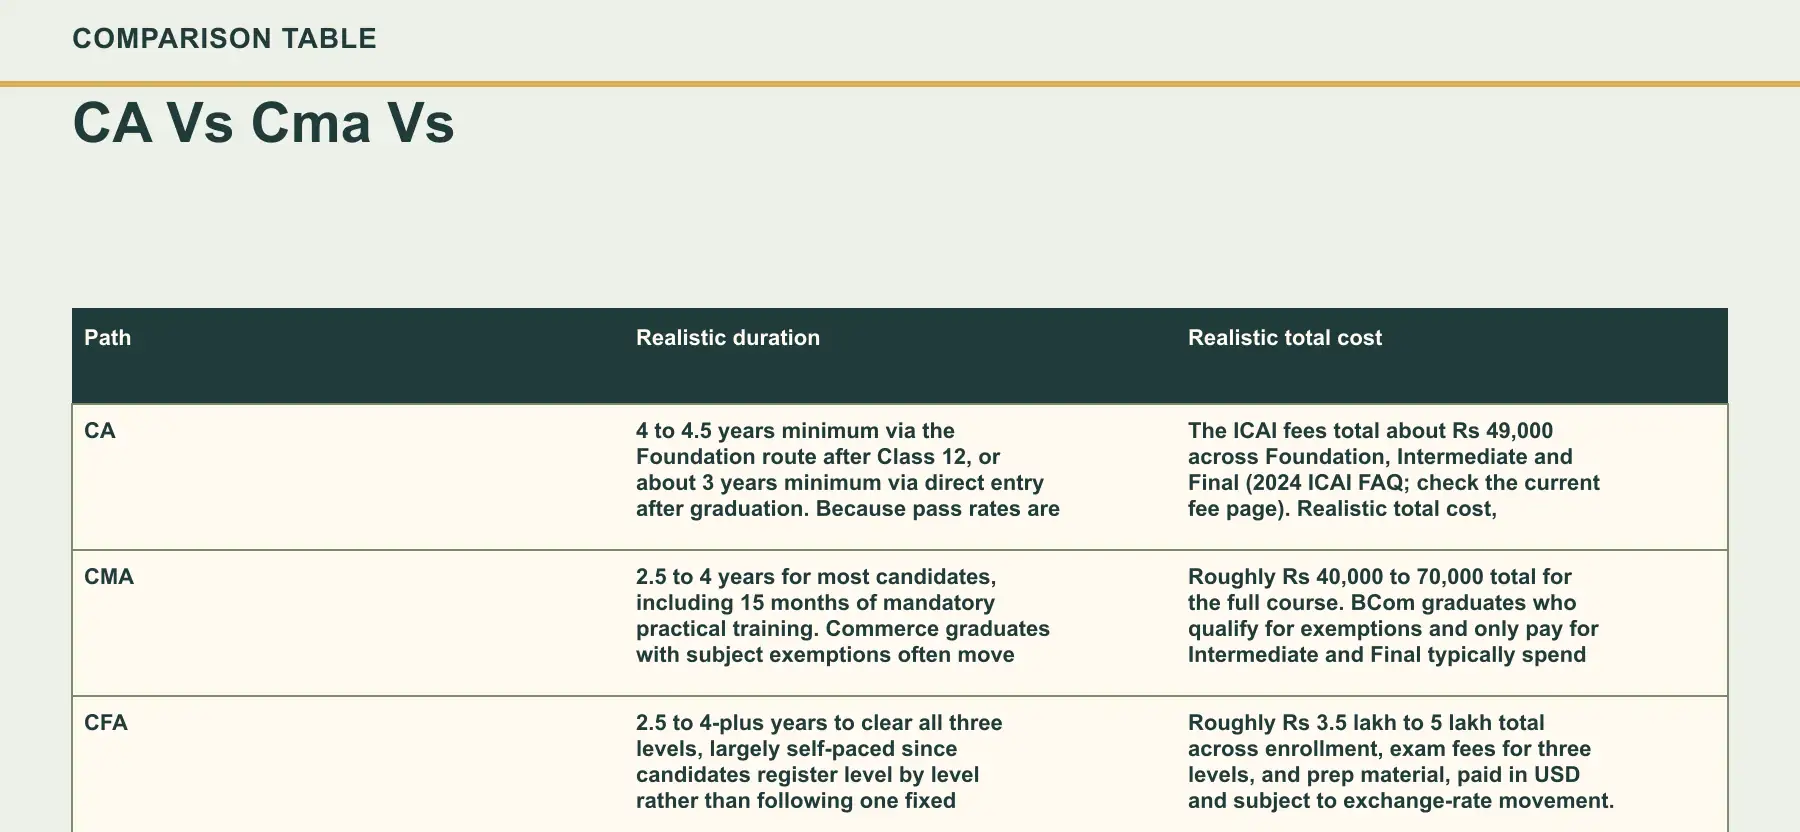 COMPARISON TABLE
CA Vs Cma Vs
Path
Realistic duration
Realistic total cost
CA
4 to 4.5 years minimum via the
Foundation route after Class 12, or
about 3 years minimum via direct entry
after graduation. Because pass rates are
The ICAI fees total about Rs 49,000
across Foundation, Intermediate and
Final (2024 ICAI FAQ; check the current
fee page). Realistic total cost,
CMA
2.5 to 4 years for most candidates,
including 15 months of mandatory
practical training. Commerce graduates
with subject exemptions often move
Roughly Rs 40,000 to 70,000 total for
the full course. BCom graduates who
qualify for exemptions and only pay for
Intermediate and Final typically spend
CFA
2.5 to 4-plus years to clear all three
levels, largely self-paced since
candidates register level by level
rather than following one fixed
Roughly Rs 3.5 lakh to 5 lakh total
across enrollment, exam fees for three
levels, and prep material, paid in USD
and subject to exchange-rate movement.